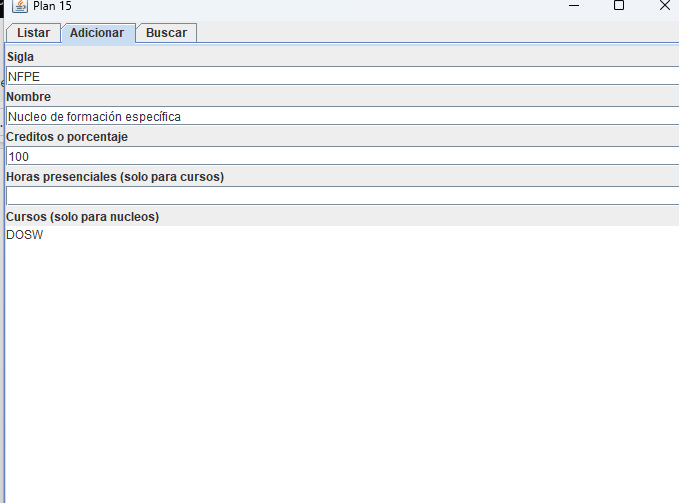 Plan 15
Listar Adicionar Buscar
Sigla
NFPE
Nombre
Nucleo de formación específica
Creditos o porcentaje
100
Horas presenciales (solo para cursos)
Cursos (solo para nucleos)
DOSW